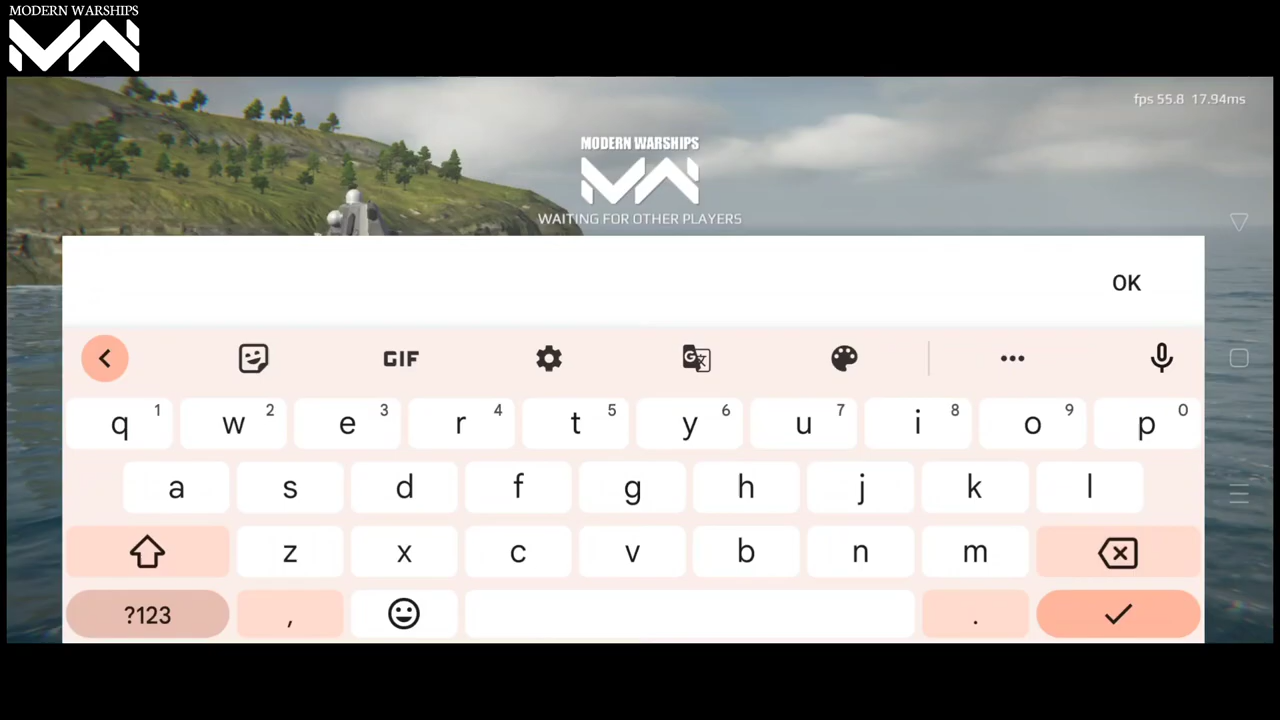 MODERN WARSHIPS
fps 55.8 17.94ms
MODERN WARSHIPS
WAITING FOR OTHER PLAYERS
OK
GIF
q 1 w 2 e 3 r 4 t 5 y 6 u 7 i 8 o 9 p 0
a s d f g h j k l
z x c v b n m
?123 , .